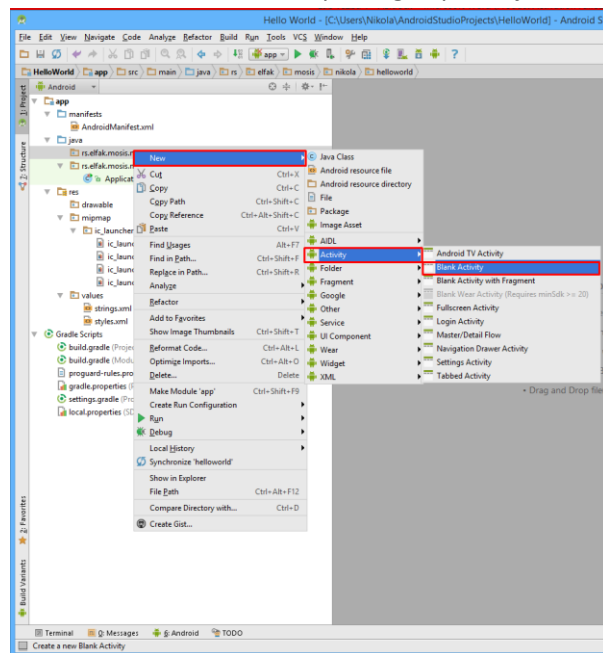 Hello World - [C:\Users\Nikola\AndroidStudioProjects\HelloWorld] - Android S
File Edit View Navigate Code Analyze Refactor Build Run Tools VCS Window Help
app
HelloWorld app src main java rs elfak mosis nikola helloworld
Android
1: Project
Structure
app
manifests
AndroidManifest.xml
java
rs.elfak.mosis.n
rs.elfak.mosis.n
Applicat
res
drawable
mipmap
ic_launcher
ic_laun
ic_laun
ic_laun
ic_laun
values
strings.xml
styles.xml
Gradle Scripts
build.gradle (Projec
build.gradle (Modu
proguard-rules.pro
gradle.properties (P
settings.gradle (Pro
local.properties (SD
New
Cut Ctrl+X
Copy Ctrl+C
Copy Path Ctrl+Shift+C
Copy Reference Ctrl+Alt+Shift+C
Paste Ctrl+V
Find Usages Alt+F7
Find in Path... Ctrl+Shift+F
Replace in Path... Ctrl+Shift+R
Analyze
Refactor
Add to Favorites
Show Image Thumbnails Ctrl+Shift+T
Reformat Code... Ctrl+Alt+L
Optimize Imports... Ctrl+Alt+O
Delete... Delete
Make Module 'app' Ctrl+Shift+F9
Create Run Configuration
Run
Debug
Local History
Synchronize 'helloworld'
Show in Explorer
File Path Ctrl+Alt+F12
Compare Directory with... Ctrl+D
Create Gist...
Java Class
Android resource file
Android resource directory
File
Package
Image Asset
AIDL
Activity
Folder
Fragment
Google
Other
Service
UI Component
Wear
Widget
XML
Android TV Activity
Blank Activity
Blank Activity with Fragment
Blank Wear Activity (Requires minSdk >= 20)
Fullscreen Activity
Login Activity
Master/Detail Flow
Navigation Drawer Activity
Settings Activity
Tabbed Activity
• Drag and Drop file
2: Favorites
Build Variants
Terminal 0: Messages 6: Android TODO
Create a new Blank Activity